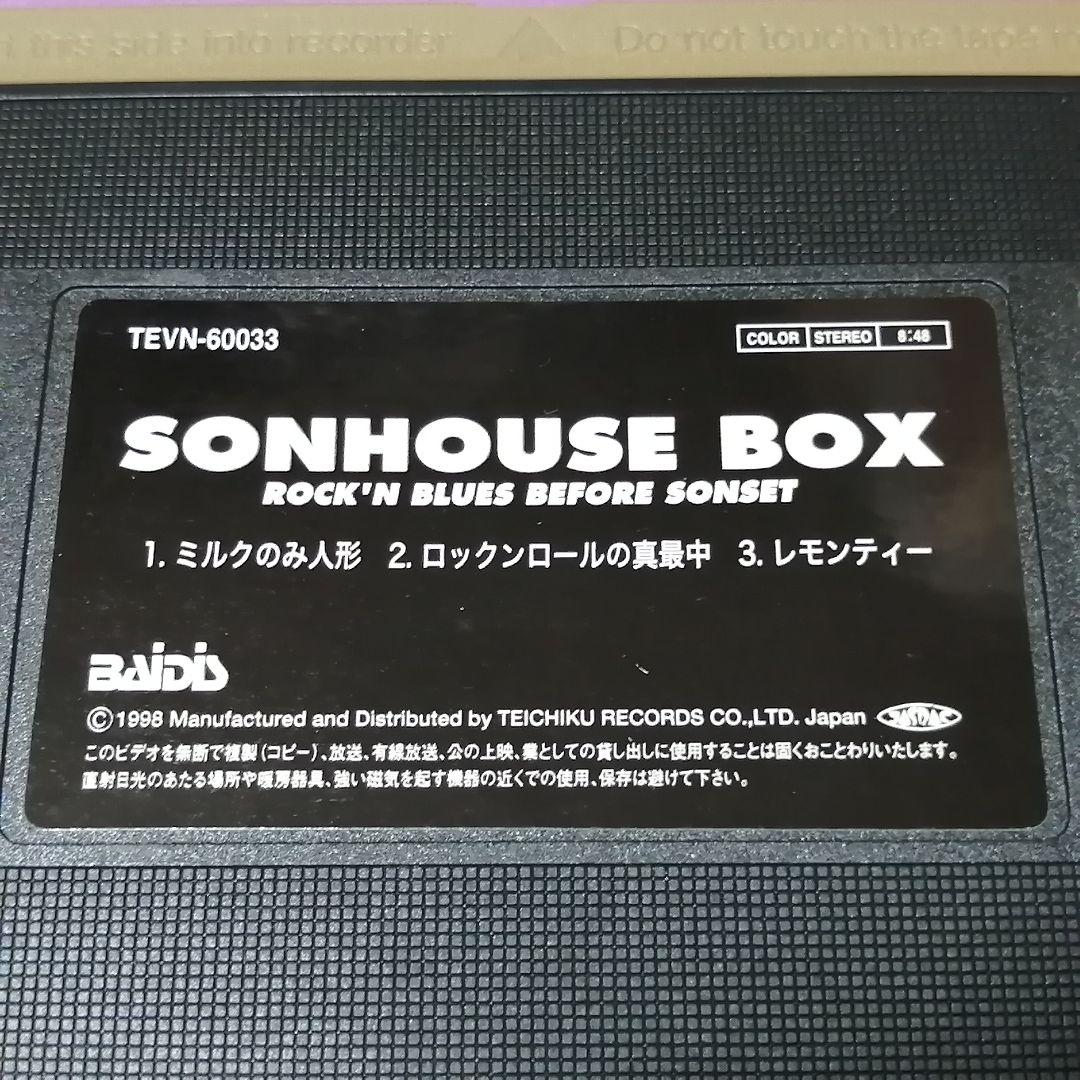 this side into recorder Do not touch the tape
TEVN-60033 COLOR STEREO 8:48
SONHOUSE BOX
ROCK'N BLUES BEFORE SONSET
1. ミルクのみ人形 2. ロックンロールの真最中 3. レモンティー
BAIDIS
©1998 Manufactured and Distributed by TEICHIKU RECORDS CO.,LTD. Japan JASRAC
このビデオを無断で複製(コピー)、放送、有線放送、公の上映、業としての貸し出しに使用することは固くおことわりいたします。
直射日光のあたる場所や暖房器具、強い磁気を起す機器の近くでの使用、保存は避けて下さい。